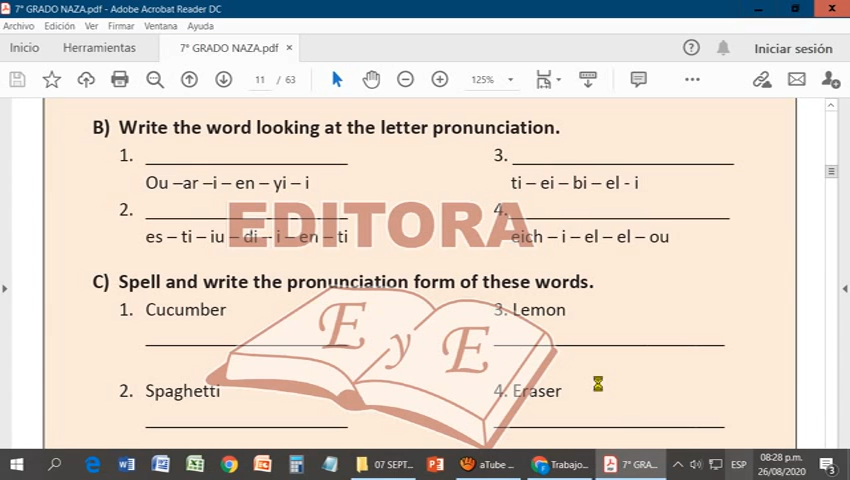 7° GRADO NAZA.pdf - Adobe Acrobat Reader DC
Archivo Edición Ver Firmar Ventana Ayuda
Inicio Herramientas 7° GRADO NAZA.pdf × Iniciar sesión
11 / 63 125%
B) Write the word looking at the letter pronunciation.
1. ____________________ 3. ____________________
Ou –ar –i – en – yi – i ti – ei – bi – el - i
2. ____________________ 4. ____________________
EDITORA
es – ti – iu – di – i – en – ti eich – i – el – el – ou
C) Spell and write the pronunciation form of these words.
1. Cucumber 3. Lemon
E y E
2. Spaghetti 4. Eraser
07 SEPT... aTube ... Trabajo... 7° GRA... ESP 08:28 p.m.
26/08/2020
3